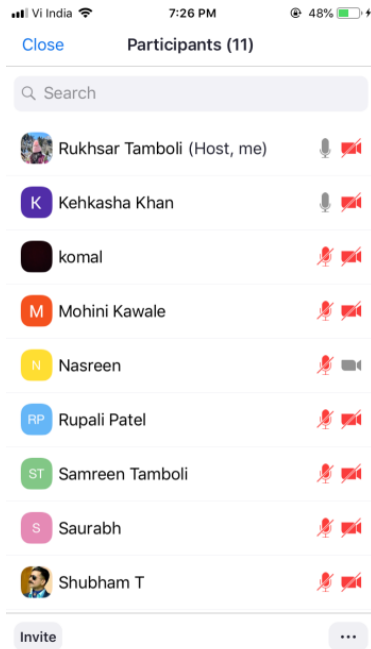 Vi India 7:26 PM 48%
Close Participants (11)
Search
Rukhsar Tamboli (Host, me)
K Kehkasha Khan
komal
M Mohini Kawale
N Nasreen
RP Rupali Patel
ST Samreen Tamboli
S Saurabh
Shubham T
Invite ...